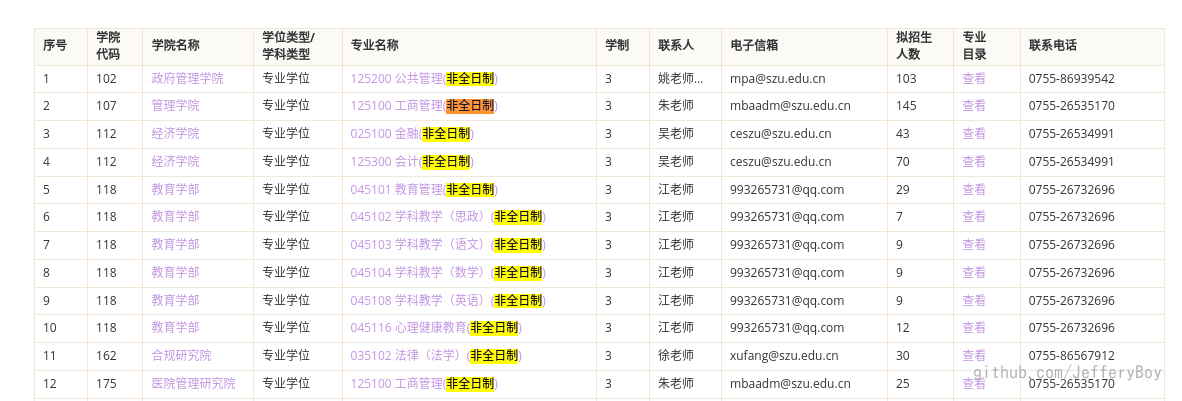 序号 学院代码 学院名称 学位类型/学科类型 专业名称 学制 联系人 电子信箱 拟招生人数 专业目录 联系电话
1 102 政府管理学院 专业学位 125200 公共管理(非全日制) 3 姚老师... mpa@szu.edu.cn 103 查看 0755-86939542
2 107 管理学院 专业学位 125100 工商管理(非全日制) 3 朱老师 mbaadm@szu.edu.cn 145 查看 0755-26535170
3 112 经济学院 专业学位 025100 金融(非全日制) 3 吴老师 ceszu@szu.edu.cn 43 查看 0755-26534991
4 112 经济学院 专业学位 125300 会计(非全日制) 3 吴老师 ceszu@szu.edu.cn 70 查看 0755-26534991
5 118 教育学部 专业学位 045101 教育管理(非全日制) 3 江老师 993265731@qq.com 29 查看 0755-26732696
6 118 教育学部 专业学位 045102 学科教学（思政）(非全日制) 3 江老师 993265731@qq.com 7 查看 0755-26732696
7 118 教育学部 专业学位 045103 学科教学（语文）(非全日制) 3 江老师 993265731@qq.com 9 查看 0755-26732696
8 118 教育学部 专业学位 045104 学科教学（数学）(非全日制) 3 江老师 993265731@qq.com 9 查看 0755-26732696
9 118 教育学部 专业学位 045108 学科教学（英语）(非全日制) 3 江老师 993265731@qq.com 9 查看 0755-26732696
10 118 教育学部 专业学位 045116 心理健康教育(非全日制) 3 江老师 993265731@qq.com 12 查看 0755-26732696
11 162 合规研究院 专业学位 035102 法律（法学）(非全日制) 3 徐老师 xufang@szu.edu.cn 30 查看 0755-86567912
12 175 医院管理研究院 专业学位 125100 工商管理(非全日制) 3 朱老师 mbaadm@szu.edu.cn 25 查看 0755-26535170
github.com/JefferyBoy